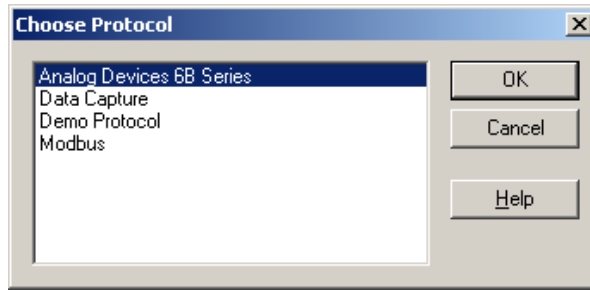 Choose Protocol
Analog Devices 6B Series
Data Capture
Demo Protocol
Modbus
OK
Cancel
Help